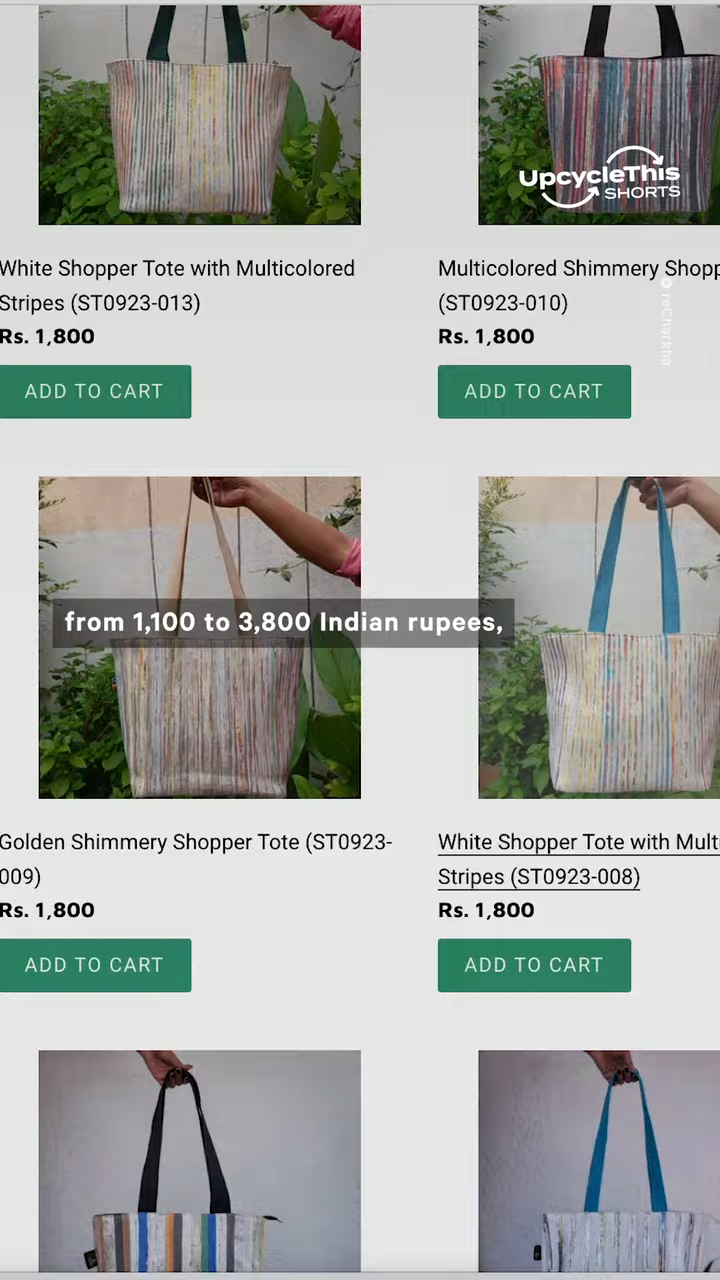 UpcycleThis
SHORTS
White Shopper Tote with Multicolored
Stripes (ST0923-013)
Rs. 1,800
ADD TO CART
Multicolored Shimmery Shopp
(ST0923-010)
Rs. 1,800
ADD TO CART
reCharkha
from 1,100 to 3,800 Indian rupees,
Golden Shimmery Shopper Tote (ST0923-
009)
Rs. 1,800
ADD TO CART
White Shopper Tote with Multi
Stripes (ST0923-008)
Rs. 1,800
ADD TO CART